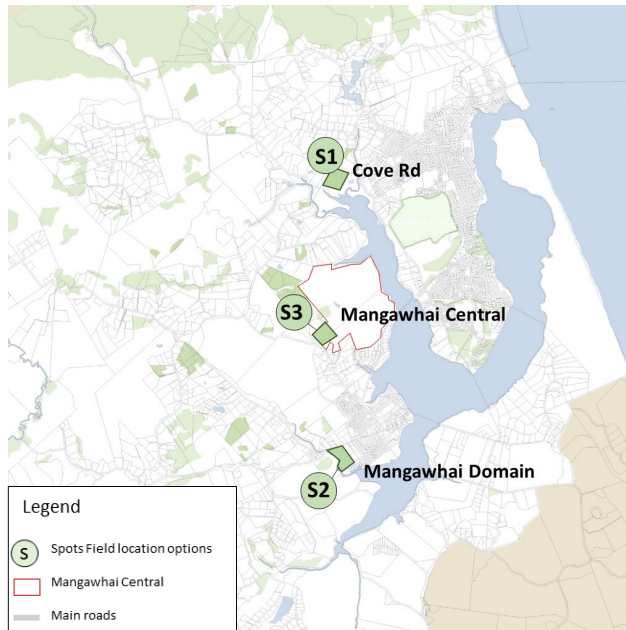 S1
Cove Rd
S3
Mangawhai Central
Mangawhai Domain
S2
Legend
S
Spots Field location options
Mangawhai Central
Main roads